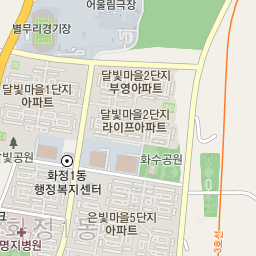 어울림극장
별무리경기장
달빛마을2단지
부영아파트
달빛마을1단지
아파트
달빛마을2단지
라이프아파트
빛공원
화수공원
화정1동
행정복지센터
은빛마을5단지
아파트
화정1동
명지병원
3호선